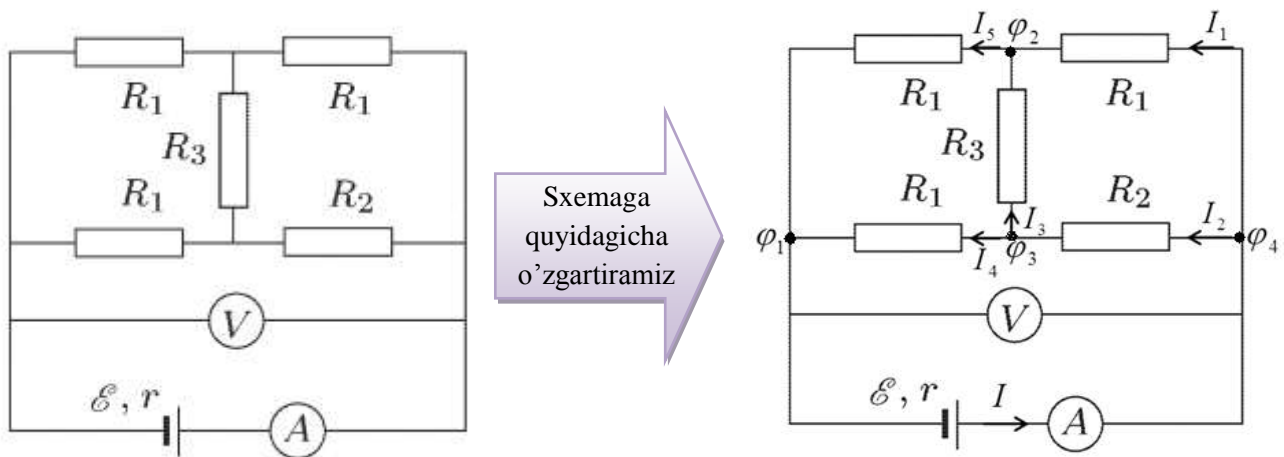 R₁ R₁
R₃
R₁ R₂
V
ℰ, r
A
Sxemaga
quyidagicha
o’zgartiramiz
I₅ φ₂ I₁
R₁ R₁
R₃
R₁ R₂
φ₁ I₄ I₃ φ₃ I₂ φ₄
V
ℰ, r I
A